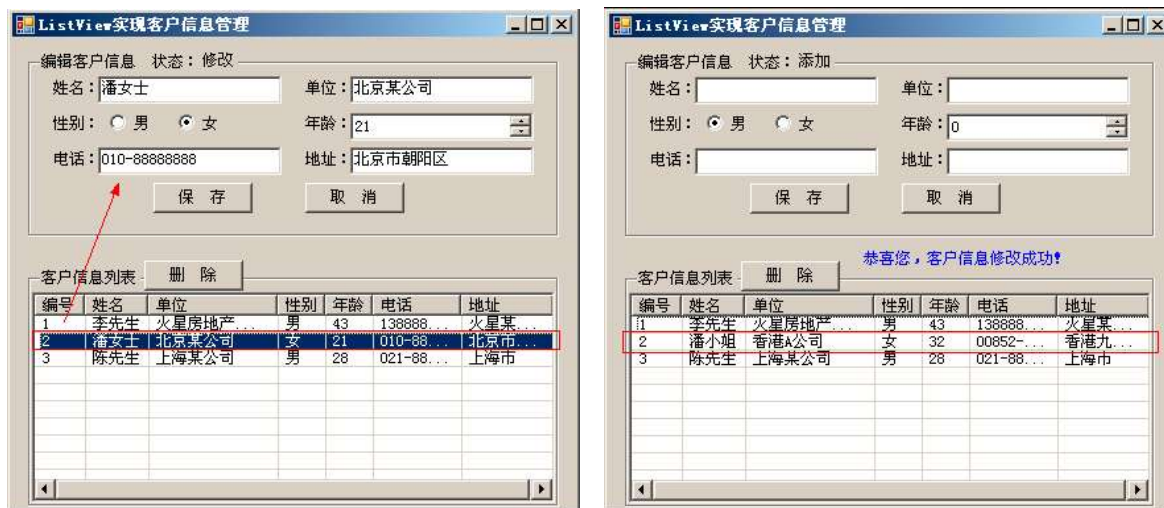 ListView实现客户信息管理
编辑客户信息 状态：修改
姓名：潘女士 单位：北京某公司
性别： 男 女 年龄：21
电话：010-88888888 地址：北京市朝阳区
保 存 取 消
客户信息列表 删 除
编号 姓名 单位 性别 年龄 电话 地址
1 李先生 火星房地产... 男 43 138888... 火星某...
2 潘女士 北京某公司 女 21 010-88... 北京市...
3 陈先生 上海某公司 男 28 021-88... 上海市
ListView实现客户信息管理
编辑客户信息 状态：添加
姓名： 单位：
性别： 男 女 年龄：0
电话： 地址：
保 存 取 消
恭喜您，客户信息修改成功！
客户信息列表 删 除
编号 姓名 单位 性别 年龄 电话 地址
1 李先生 火星房地产... 男 43 138888... 火星某...
2 潘小姐 香港A公司 女 32 00852-... 香港九...
3 陈先生 上海某公司 男 28 021-88... 上海市